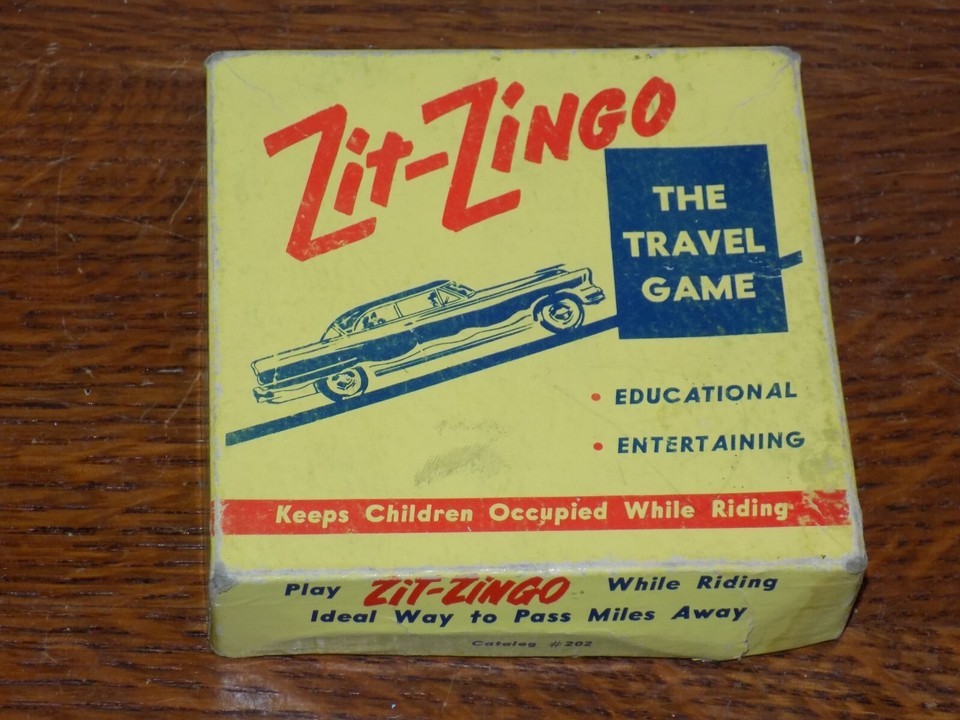 Zit-Zingo
THE
TRAVEL
GAME
• EDUCATIONAL
• ENTERTAINING
Keeps Children Occupied While Riding
Play ZiT-ZiNGO While Riding
Ideal Way to Pass Miles Away
Catalog #202